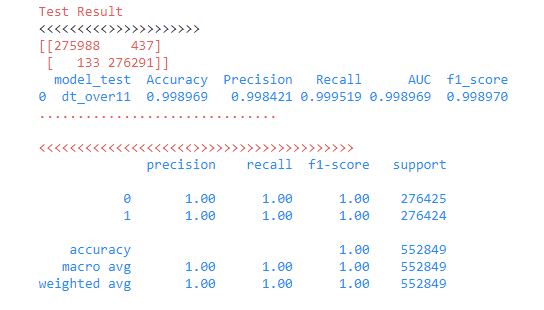 Test Result
<<<<<<<<<>>>>>>>>>>>>
[[275988    437]
 [   133 276291]]
  model_test  Accuracy  Precision   Recall      AUC  f1_score
0  dt_over11  0.998969   0.998421 0.999519 0.998969  0.998970
...............................
<<<<<<<<<<<<<<<<<<<<>>>>>>>>>>>>>>>>>>>>>
              precision    recall  f1-score   support
           0       1.00      1.00      1.00    276425
           1       1.00      1.00      1.00    276424
    accuracy                           1.00    552849
   macro avg       1.00      1.00      1.00    552849
weighted avg       1.00      1.00      1.00    552849